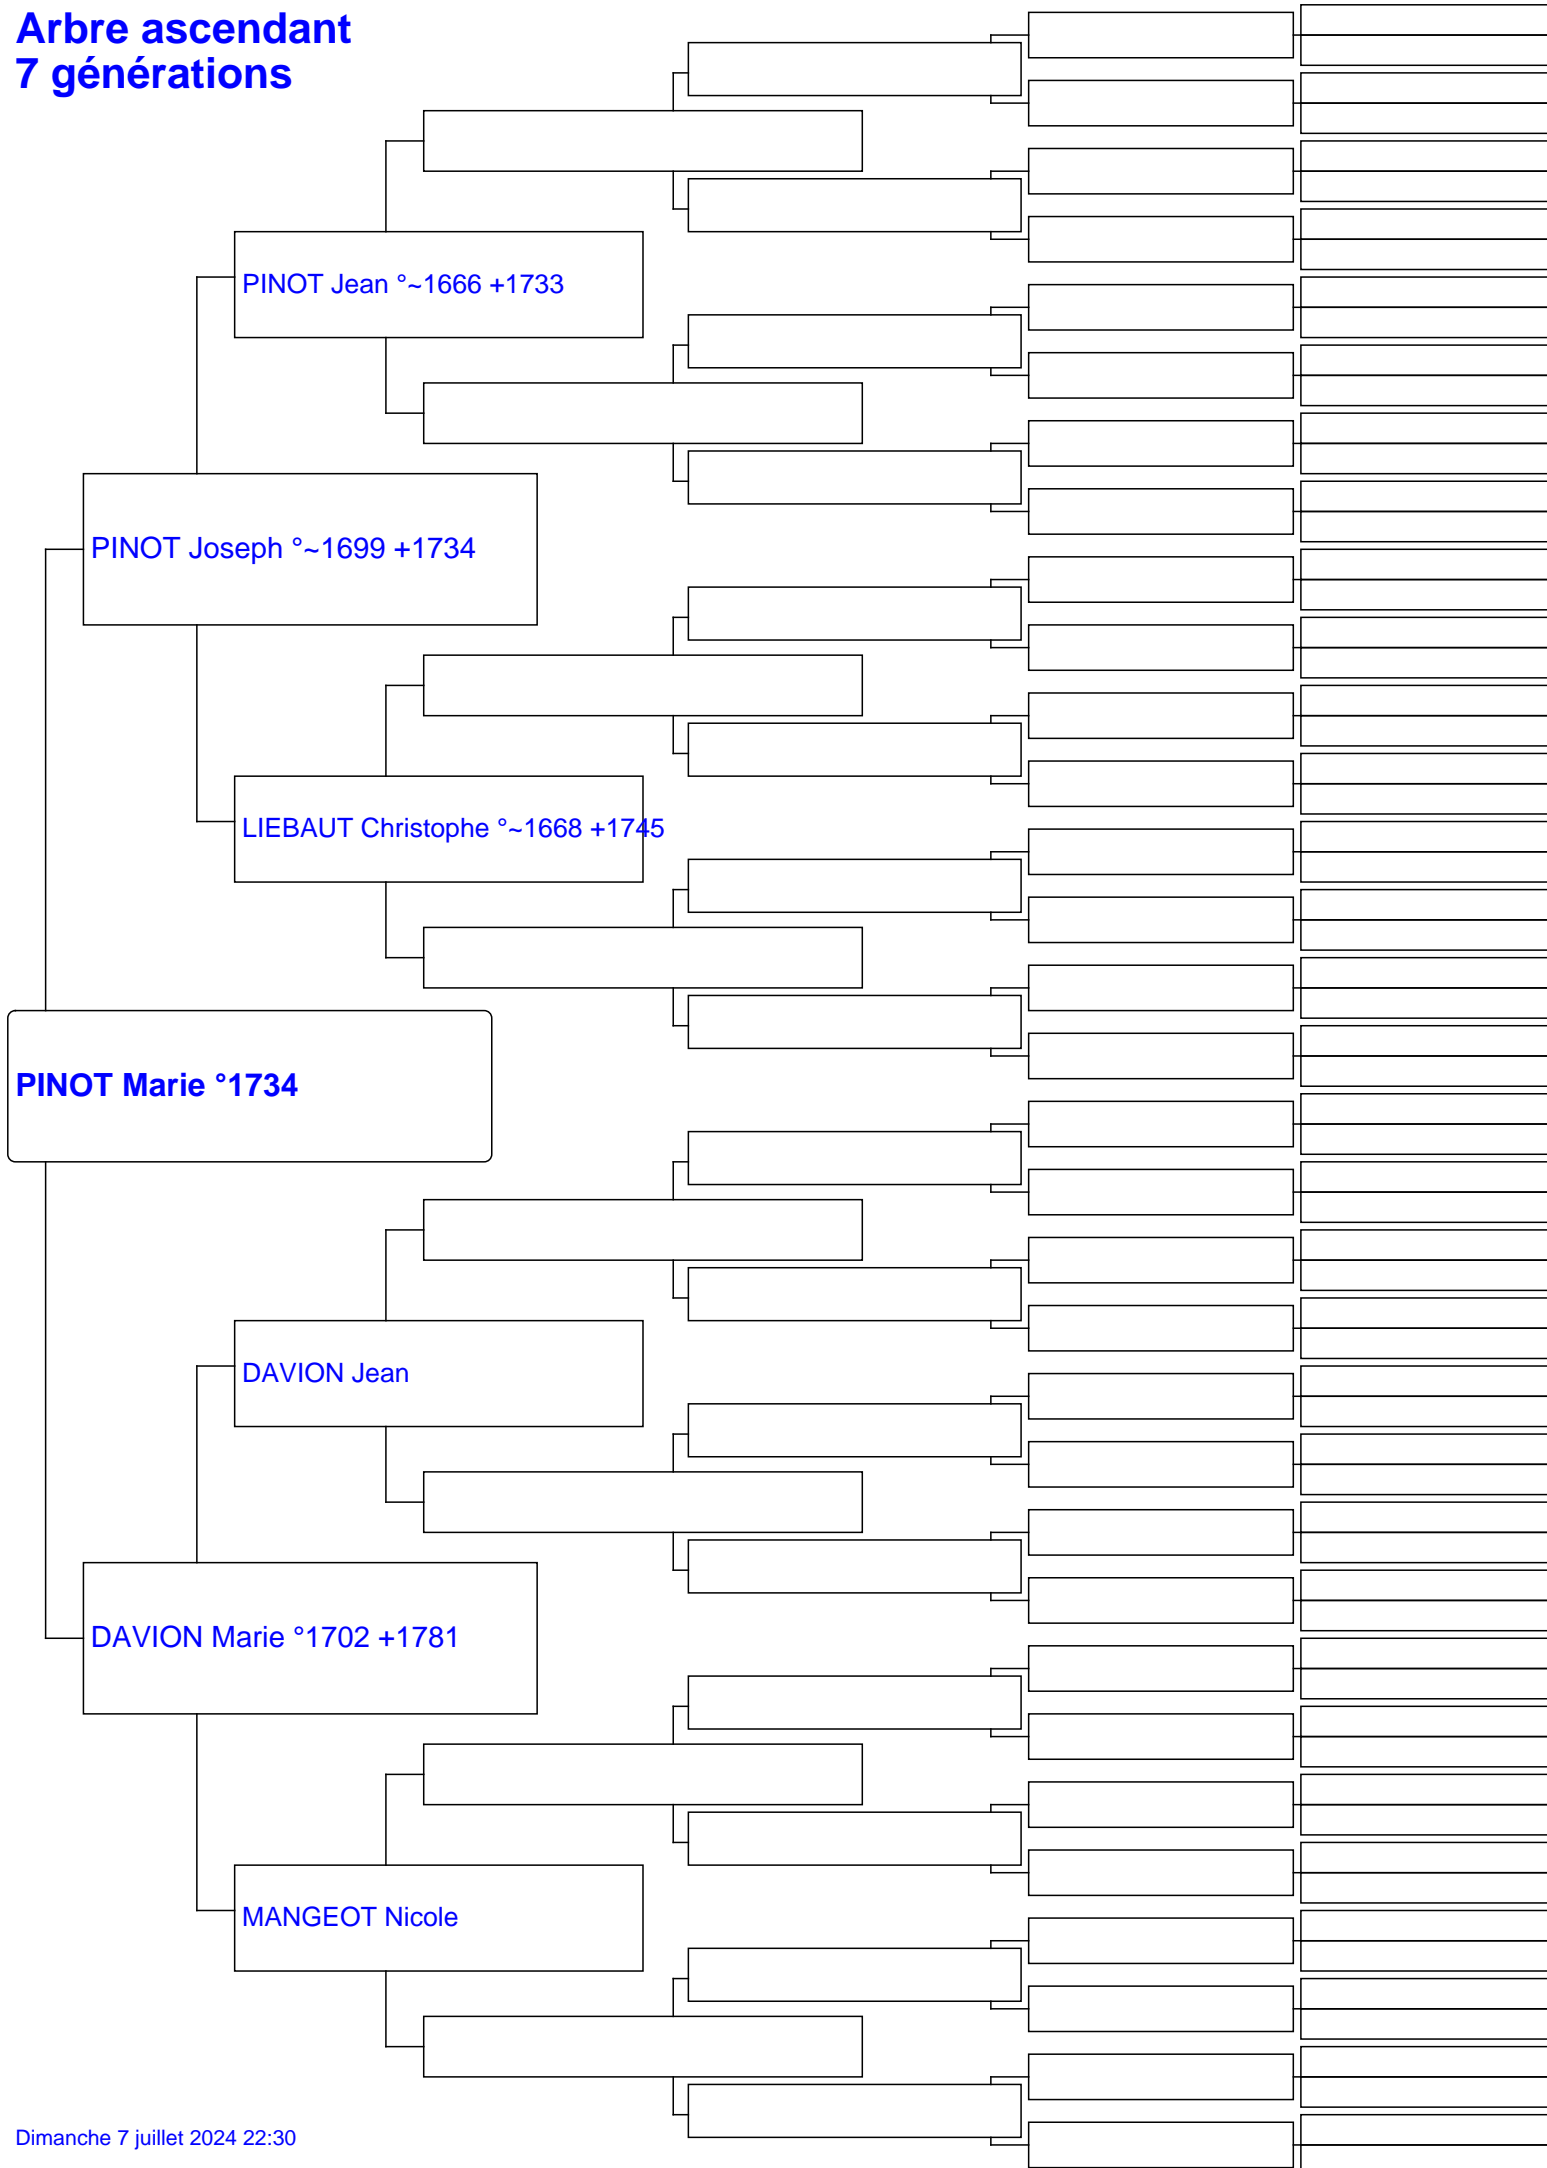 Arbre ascendant
7 générations
PINOT Jean °~1666 +1733
PINOT Joseph °~1699 +1734
LIEBAUT Christophe °~1668 +1745
PINOT Marie °1734
DAVION Jean
DAVION Marie °1702 +1781
MANGEOT Nicole
Dimanche 7 juillet 2024 22:30